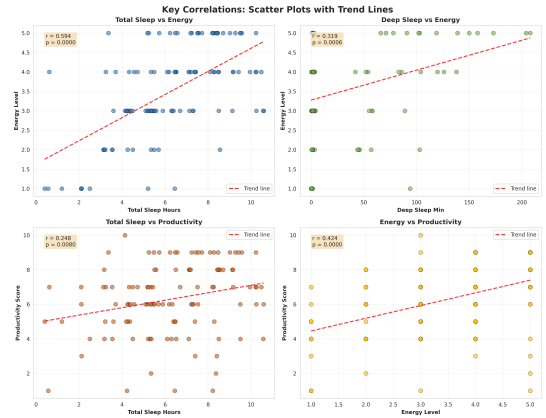 Key Correlations: Scatter Plots with Trend Lines
Total Sleep vs Energy
r = 0.594
p = 0.0000
5.0
4.5
4.0
3.5
3.0
2.5
2.0
1.5
1.0
Energy Level
0
2
4
6
8
10
Total Sleep Hours
Trend line
Deep Sleep vs Energy
r = 0.319
p = 0.0006
5.0
4.5
4.0
3.5
3.0
2.5
2.0
1.5
1.0
Energy Level
0
50
100
150
200
Deep Sleep Min
Trend line
Total Sleep vs Productivity
r = 0.248
p = 0.0080
Trend line
10
8
6
4
2
Productivity Score
0
2
4
6
8
10
Total Sleep Hours
Energy vs Productivity
r = 0.424
p = 0.0000
Trend line
10
8
6
4
2
Productivity Score
1.0
1.5
2.0
2.5
3.0
3.5
4.0
4.5
5.0
Energy Level